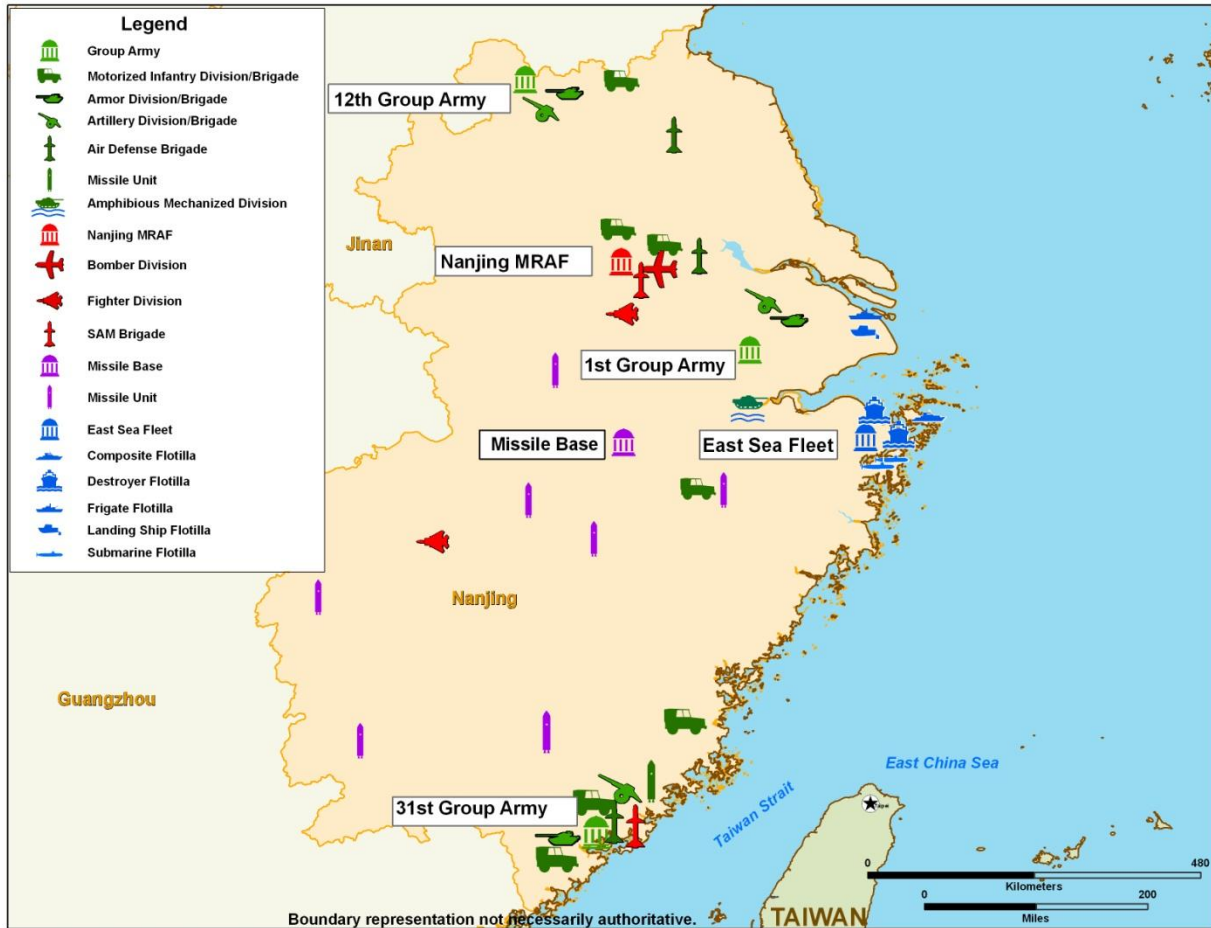 Legend
Group Army
Motorized Infantry Division/Brigade
Armor Division/Brigade
Artillery Division/Brigade
Air Defense Brigade
Missile Unit
Amphibious Mechanized Division
Nanjing MRAF
Bomber Division
Fighter Division
SAM Brigade
Missile Base
Missile Unit
East Sea Fleet
Composite Flotilla
Destroyer Flotilla
Frigate Flotilla
Landing Ship Flotilla
Submarine Flotilla
12th Group Army
Jinan
Nanjing MRAF
1st Group Army
Missile Base
East Sea Fleet
Nanjing
Guangzhou
31st Group Army
East China Sea
Taiwan Strait
Taipei
0 480
Kilometers
0 200
Miles
TAIWAN
Boundary representation not necessarily authoritative.